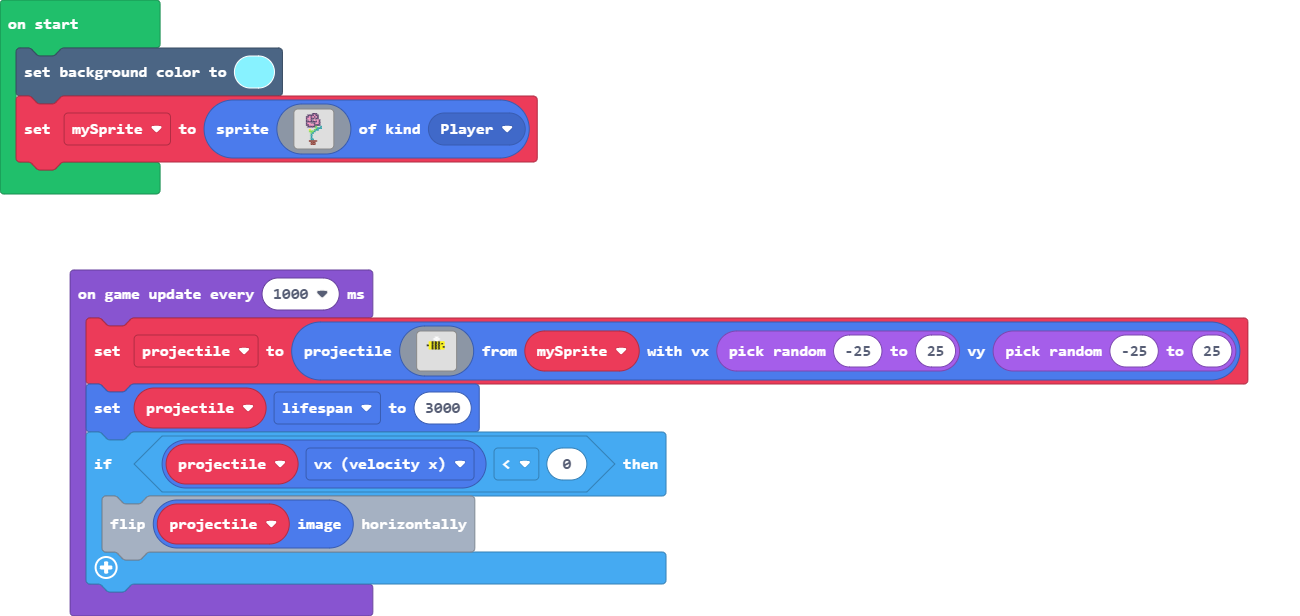 on start
set background color to
set mySprite to sprite of kind Player
on game update every 1000 ms
set projectile to projectile from mySprite with vx pick random -25 to 25 vy pick random -25 to 25
set projectile lifespan to 3000
if projectile vx (velocity x) < 0 then
flip projectile image horizontally